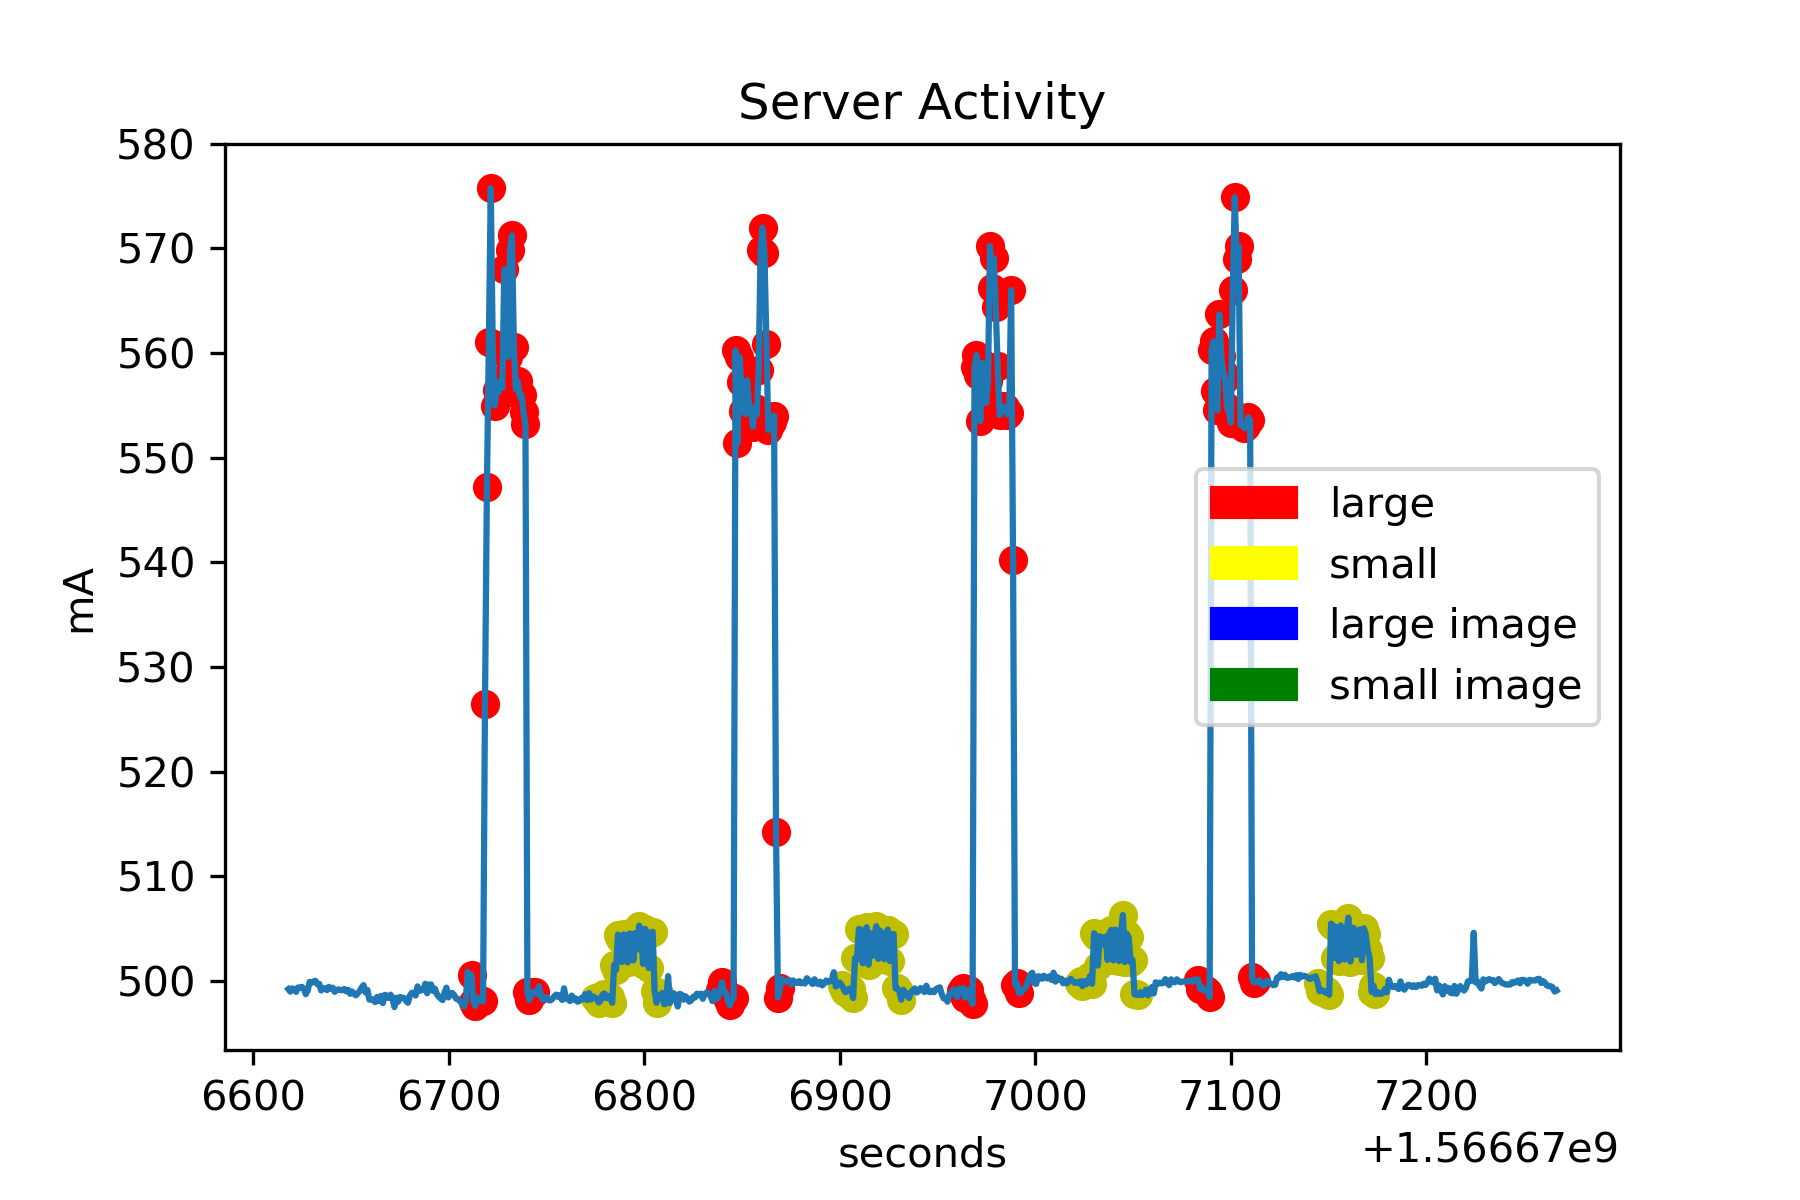 Server Activity
580
570
560
550
540
530
520
510
500
mA
large
small
large image
small image
6600 6700 6800 6900 7000 7100 7200
seconds
+1.56667e9